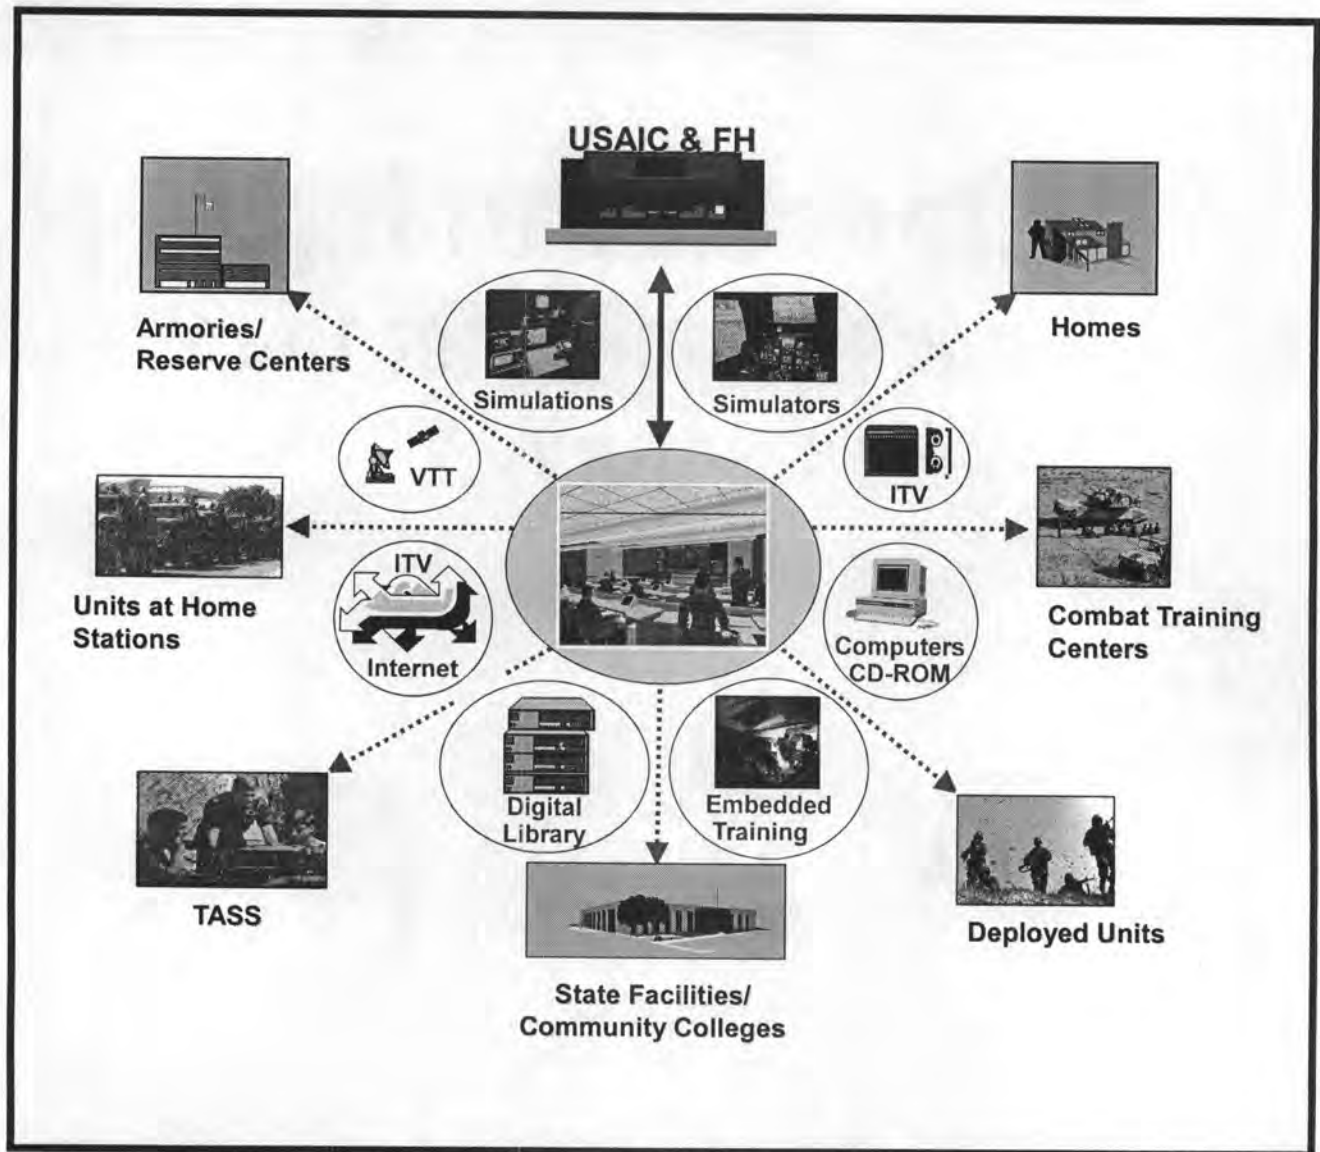 USAIC & FH
Armories/
Reserve Centers
Homes
Simulations
Simulators
VTT
ITV
Units at Home
Stations
ITV
Internet
Computers
CD-ROM
Combat Training
Centers
Digital
Library
Embedded
Training
TASS
Deployed Units
State Facilities/
Community Colleges